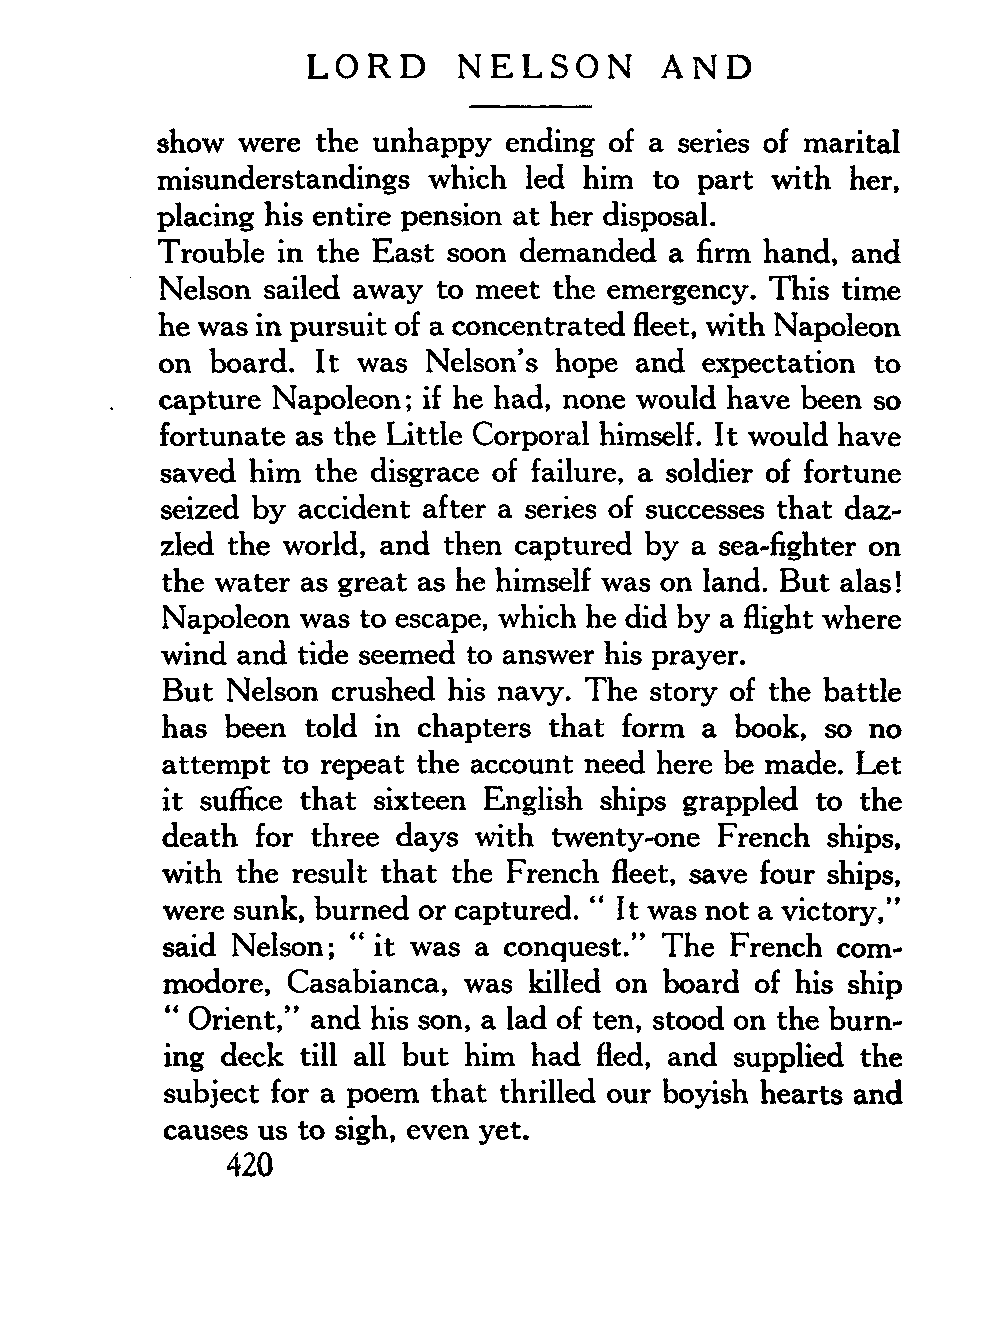 LORD NELSON AND
show were the unhappy ending of a series of marital
misunderstandings which led him to part with her,
placing his entire pension at her disposal.
Trouble in the East soon demanded a firm hand, and
Nelson sailed away to meet the emergency. This time
he was in pursuit of a concentrated fleet, with Napoleon
on board. It was Nelson's hope and expectation to
capture Napoleon; if he had, none would have been so
fortunate as the Little Corporal himself. It would have
saved him the disgrace of failure, a soldier of fortune
seized by accident after a series of successes that daz-
zled the world, and then captured by a sea-fighter on
the water as great as he himself was on land. But alas!
Napoleon was to escape, which he did by a flight where
wind and tide seemed to answer his prayer.
But Nelson crushed his navy. The story of the battle
has been told in chapters that form a book, so no
attempt to repeat the account need here be made. Let
it suffice that sixteen English ships grappled to the
death for three days with twenty-one French ships,
with the result that the French fleet, save four ships,
were sunk, burned or captured. “ It was not a victory,”
said Nelson; “ it was a conquest.” The French com-
modore, Casabianca, was killed on board of his ship
“ Orient,” and his son, a lad of ten, stood on the burn-
ing deck till all but him had fled, and supplied the
subject for a poem that thrilled our boyish hearts and
causes us to sigh, even yet.
420